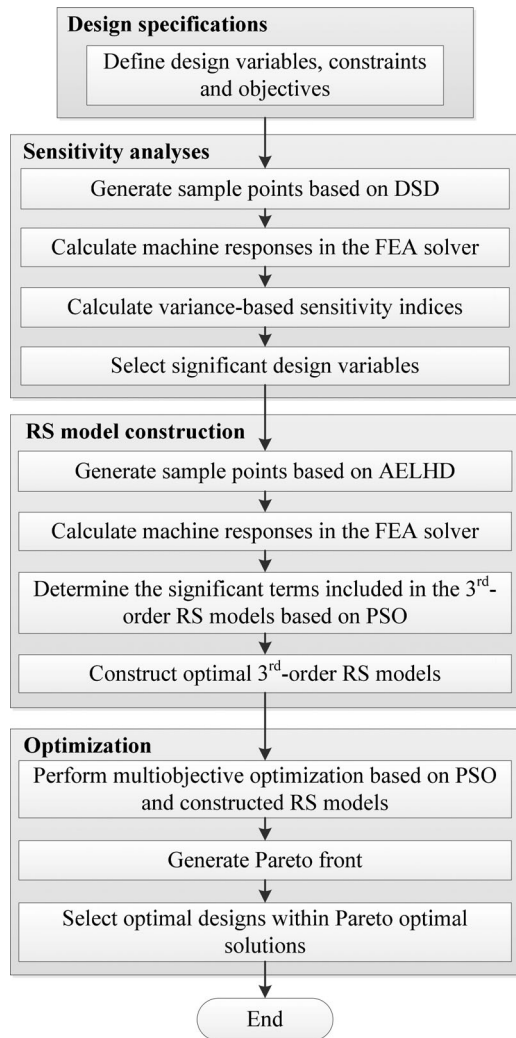 Design specifications
Define design variables, constraints
and objectives
Sensitivity analyses
Generate sample points based on DSD
Calculate machine responses in the FEA solver
Calculate variance-based sensitivity indices
Select significant design variables
RS model construction
Generate sample points based on AELHD
Calculate machine responses in the FEA solver
Determine the significant terms included in the 3rd-
order RS models based on PSO
Construct optimal 3rd-order RS models
Optimization
Perform multiobjective optimization based on PSO
and constructed RS models
Generate Pareto front
Select optimal designs within Pareto optimal
solutions
End